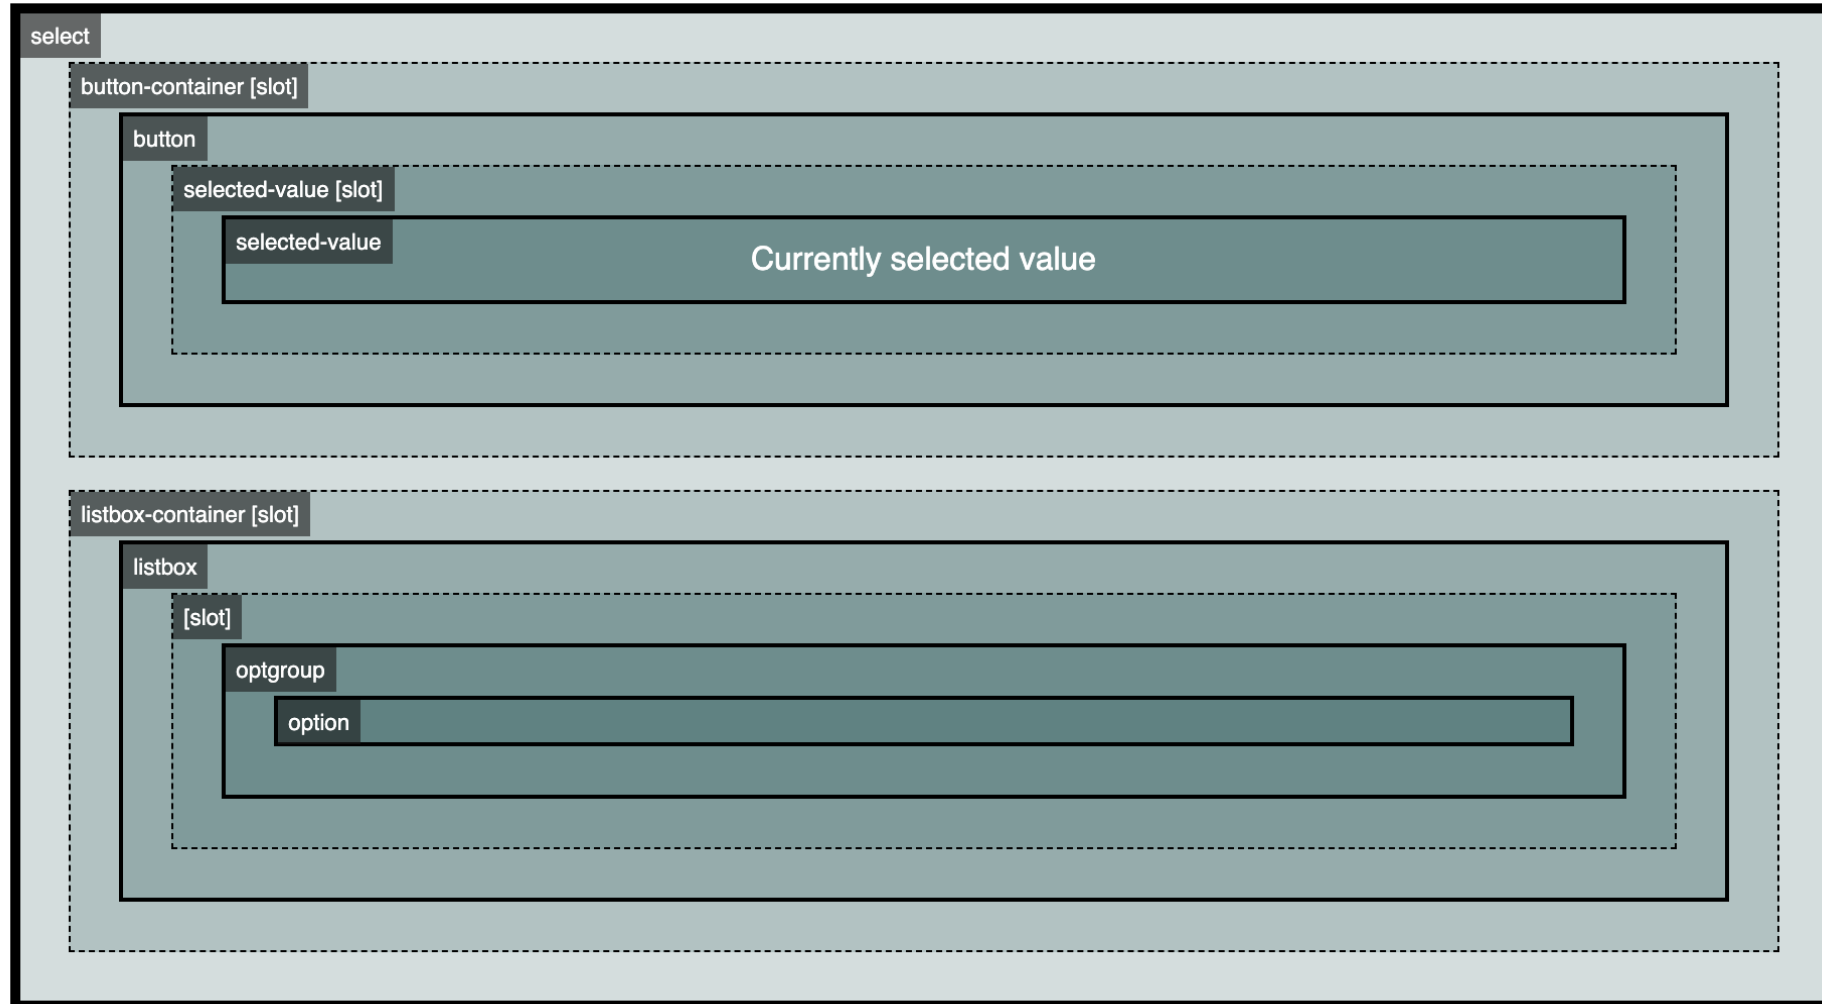 select
button-container [slot]
button
selected-value [slot]
selected-value
Currently selected value
listbox-container [slot]
listbox
[slot]
optgroup
option